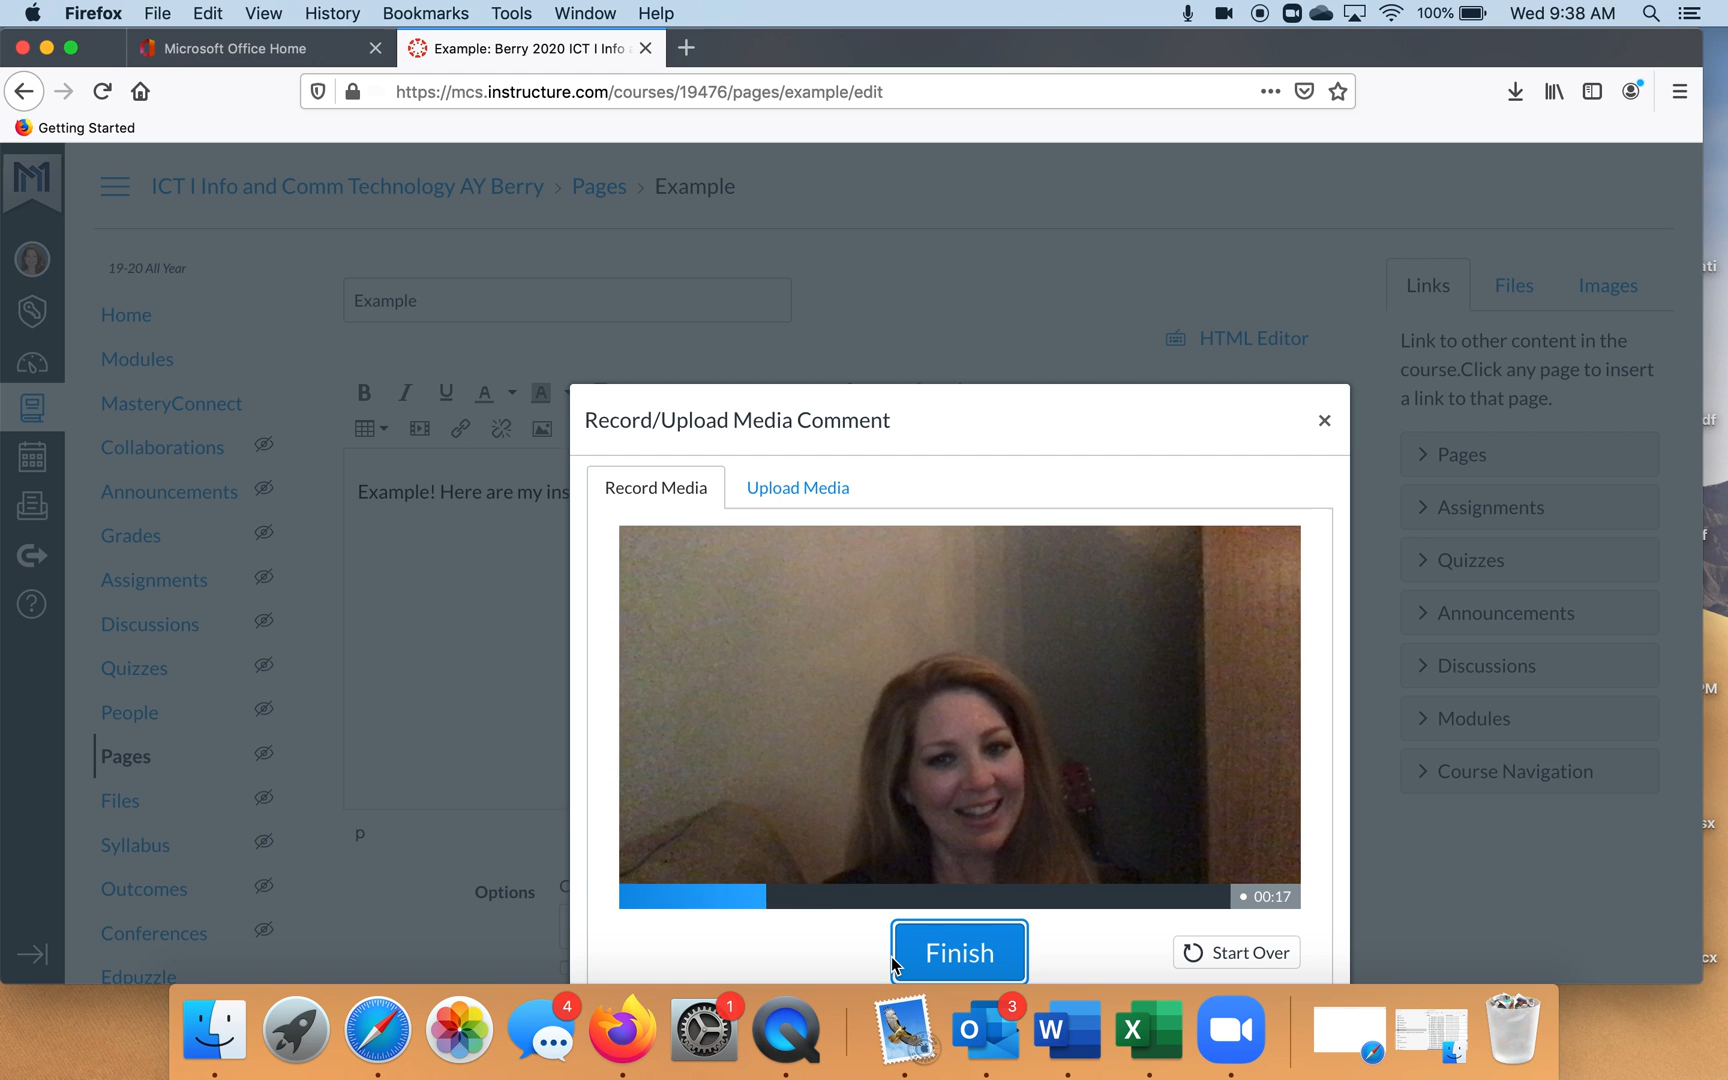 Firefox File Edit View History Bookmarks Tools Window Help 100% Wed 9:38 AM
Microsoft Office Home
Example: Berry 2020 ICT I Info
https://mcs.instructure.com/courses/19476/pages/example/edit
Getting Started
ICT I Info and Comm Technology AY Berry > Pages > Example
19-20 All Year
Home
Modules
MasteryConnect
Collaborations
Announcements
Grades
Assignments
Discussions
Quizzes
People
Pages
Files
Syllabus
Outcomes
Conferences
Edpuzzle
Example
HTML Editor
B I U A A
Example! Here are my ins
p
Options
Record/Upload Media Comment
Record Media Upload Media
00:17
Finish
Start Over
Links Files Images
Link to other content in the
course.Click any page to insert
a link to that page.
Pages
Assignments
Quizzes
Announcements
Discussions
Modules
Course Navigation
4
1
3
W
X